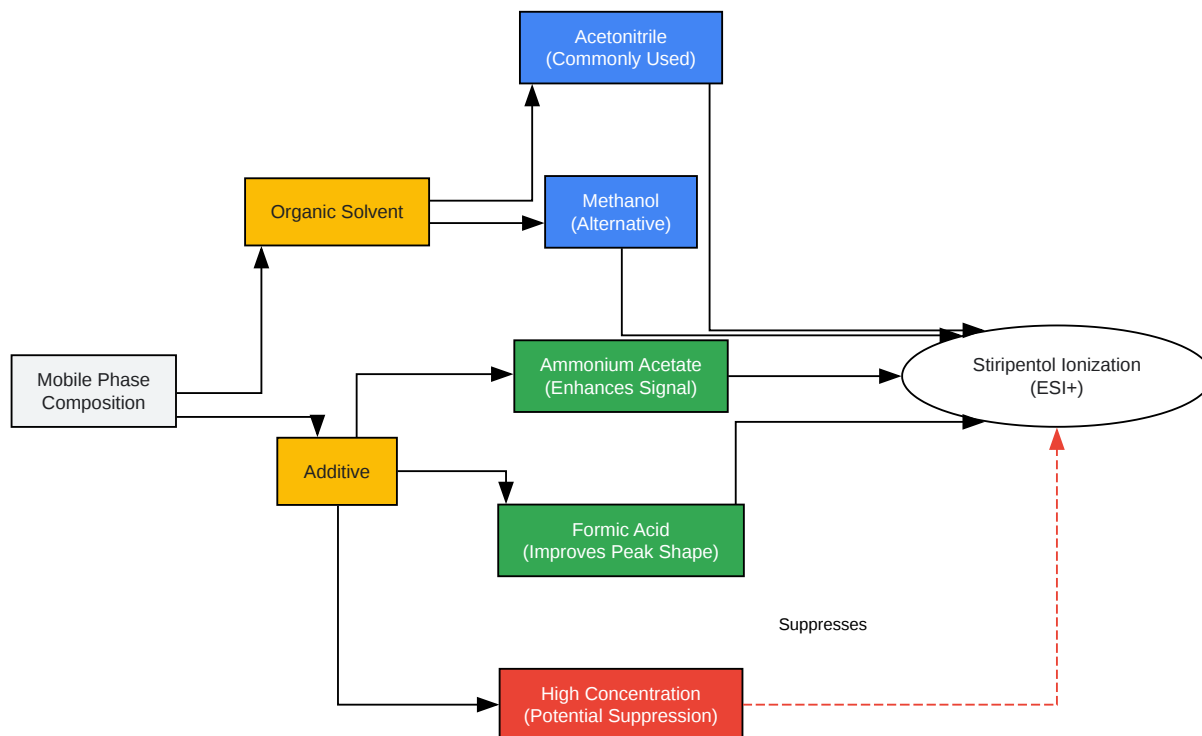 Acetonitrile
(Commonly Used)
Organic Solvent
Methanol
(Alternative)
Mobile Phase
Composition
Ammonium Acetate
(Enhances Signal)
Stiripentol Ionization
(ESI+)
Additive
Formic Acid
(Improves Peak Shape)
Suppresses
High Concentration
(Potential Suppression)